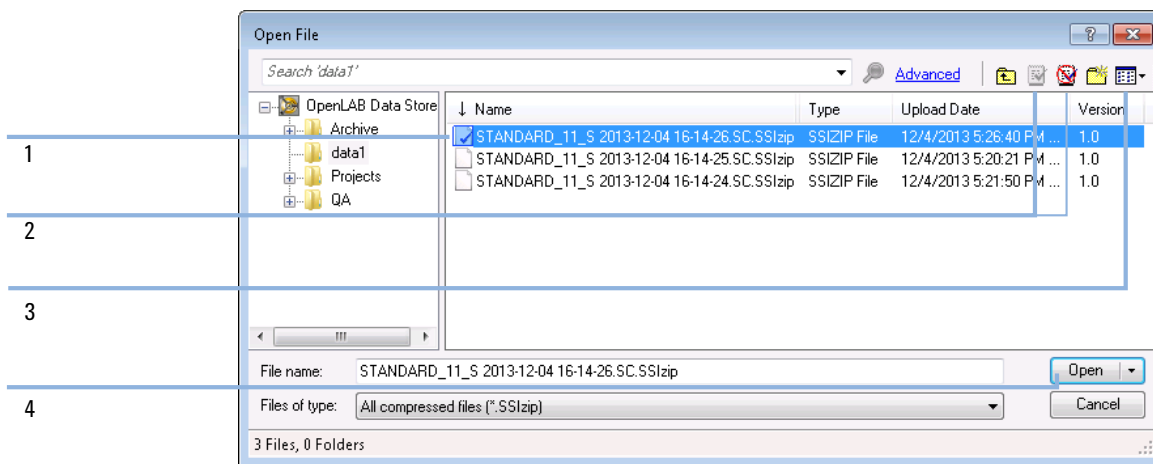 Open File
Search 'data1'
Advanced
OpenLAB Data Store
Archive
data1
Projects
QA
Name Type Upload Date Version
STANDARD_11_S 2013-12-04 16-14-26.SC.SSIzip SSIZIP File 12/4/2013 5:26:40 PM ... 1.0
STANDARD_11_S 2013-12-04 16-14-25.SC.SSIzip SSIZIP File 12/4/2013 5:20:21 PM ... 1.0
STANDARD_11_S 2013-12-04 16-14-24.SC.SSIzip SSIZIP File 12/4/2013 5:21:50 PM ... 1.0
1
2
3
File name: STANDARD_11_S 2013-12-04 16-14-26.SC.SSIzip Open
4
Files of type: All compressed files (*.SSIzip) Cancel
3 Files, 0 Folders